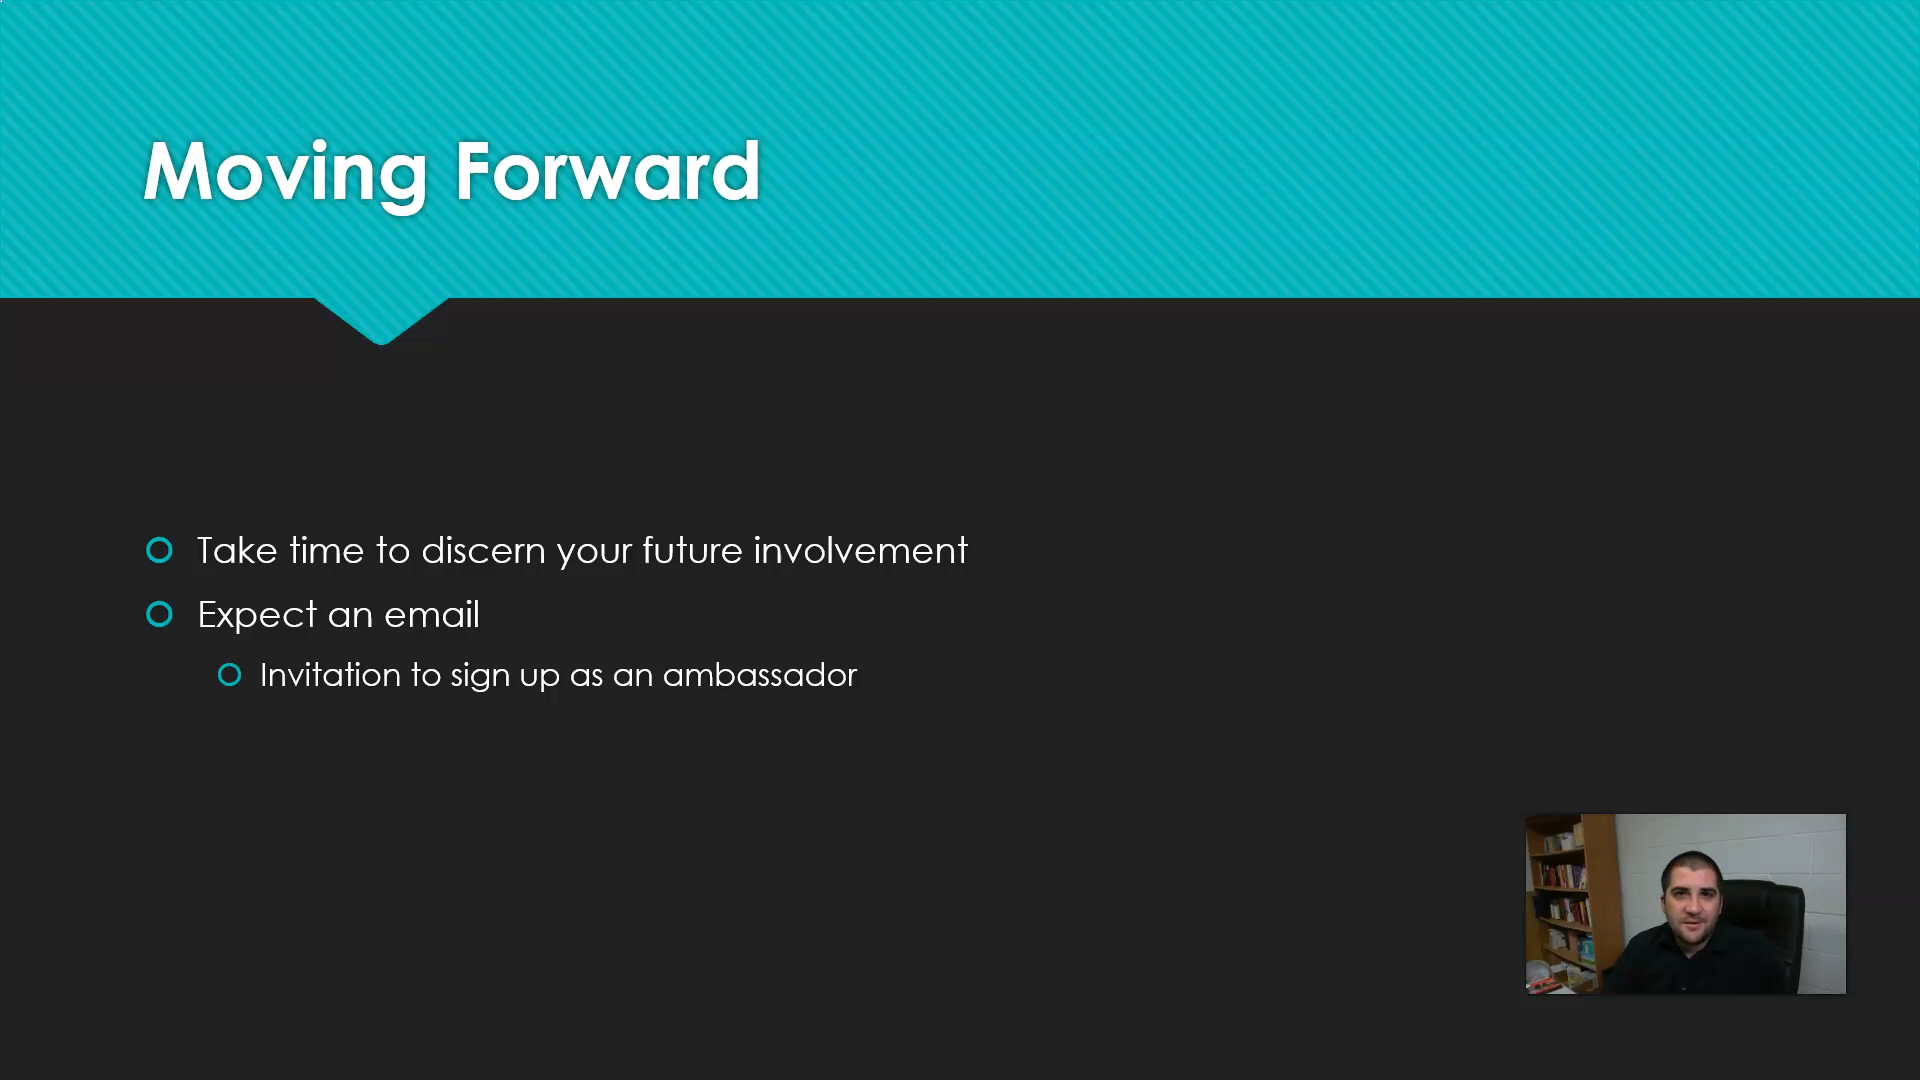 Moving Forward
Take time to discern your future involvement
Expect an email
Invitation to sign up as an ambassador